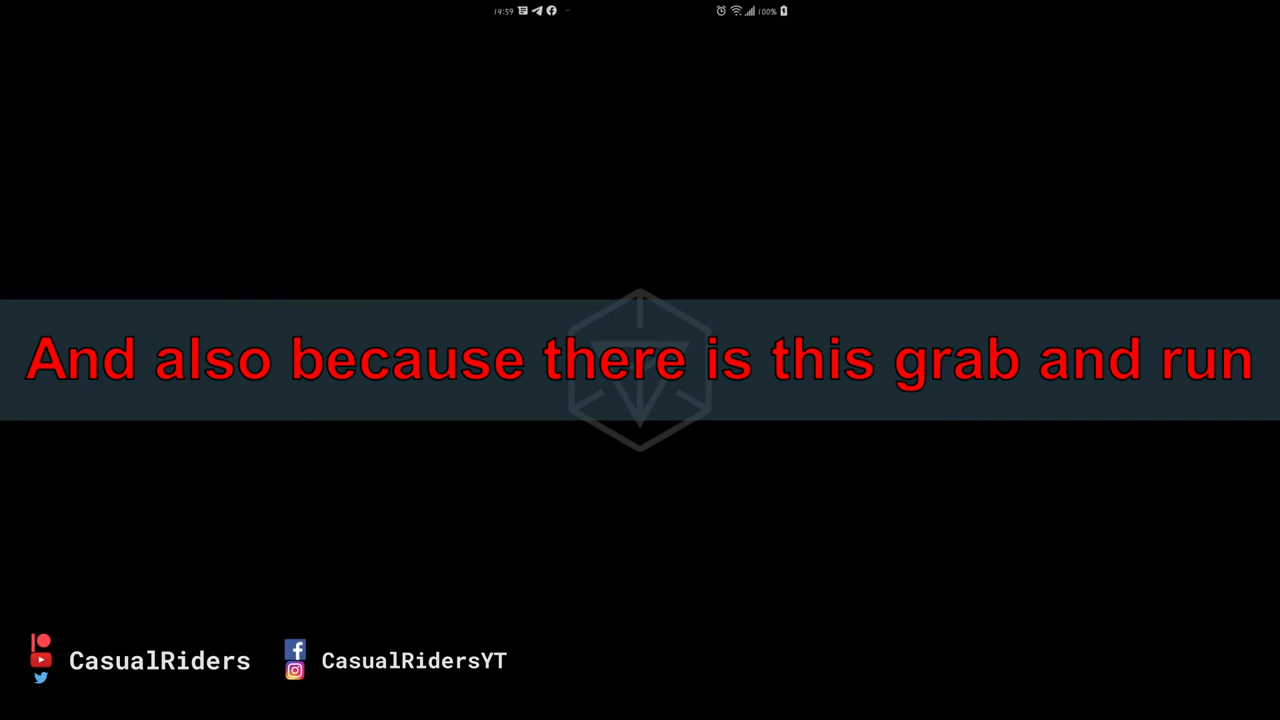 14:59
100%
And also because there is this grab and run
CasualRiders
CasualRidersYT